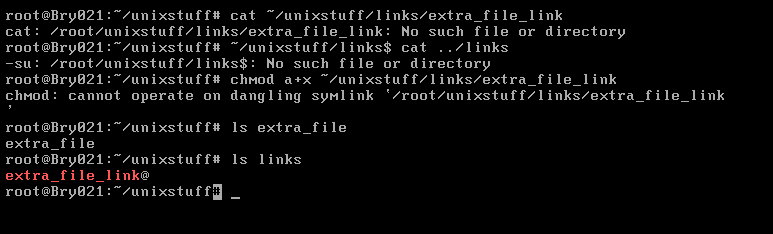 root@Bry021:~/unixstuff# cat ~/unixstuff/links/extra_file_link
cat: /root/unixstuff/links/extra_file_link: No such file or directory
root@Bry021:~/unixstuff# ~/unixstuff/links$ cat ../links
-su: /root/unixstuff/links$: No such file or directory
root@Bry021:~/unixstuff# chmod a+x ~/unixstuff/links/extra_file_link
chmod: cannot operate on dangling symlink ‘/root/unixstuff/links/extra_file_link
’
root@Bry021:~/unixstuff# ls extra_file
extra_file
root@Bry021:~/unixstuff# ls links
extra_file_link@
root@Bry021:~/unixstuff# _